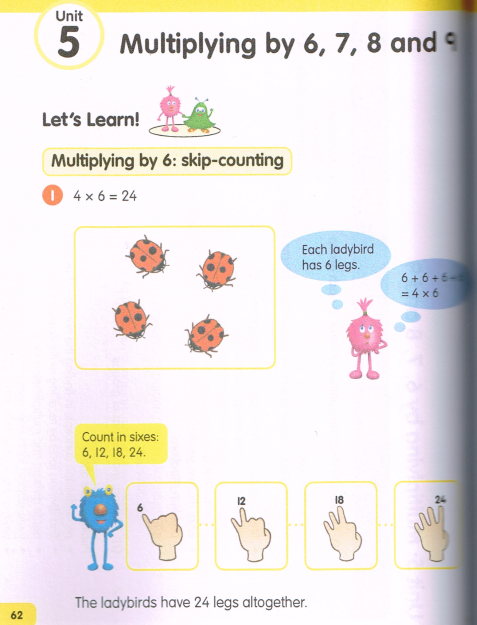 Unit
5
Multiplying by 6, 7, 8 and 9
Let's Learn!
Multiplying by 6: skip-counting
1 4 × 6 = 24
Each ladybird
has 6 legs.
6 + 6 + 6 +
= 4 × 6
Count in sixes:
6, 12, 18, 24.
6
12
18
24
The ladybirds have 24 legs altogether.
62